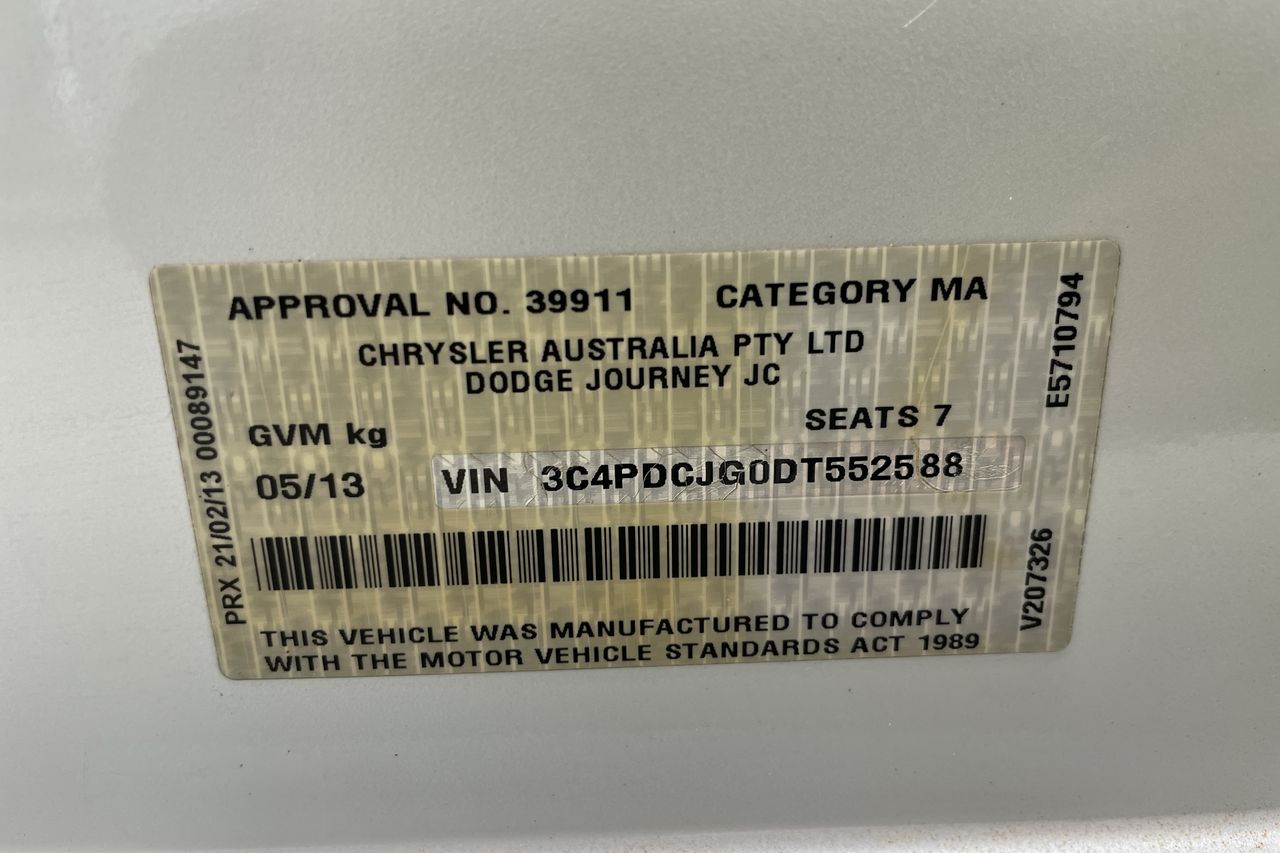 APPROVAL NO. 39911 CATEGORY MA
CHRYSLER AUSTRALIA PTY LTD
DODGE JOURNEY JC
SEATS 7
GVM kg
05/13 VIN 3C4PDCJG0DT552588
THIS VEHICLE WAS MANUFACTURED TO COMPLY
WITH THE MOTOR VEHICLE STANDARDS ACT 1989
PRX 21/02/13 00089147
E5710794
V207326